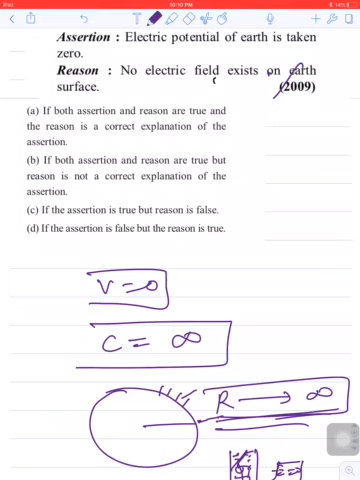 iPad
10:10 PM
Assertion : Electric potential of earth is taken
zero.
Reason : No electric field exists on earth
surface. (2009)
(a) If both assertion and reason are true and
the reason is a correct explanation of the
assertion.
(b) If both assertion and reason are true but
reason is not a correct explanation of the
assertion.
(c) If the assertion is true but reason is false.
(d) If the assertion is false but the reason is true.
V=0
C = ∞
R → ∞